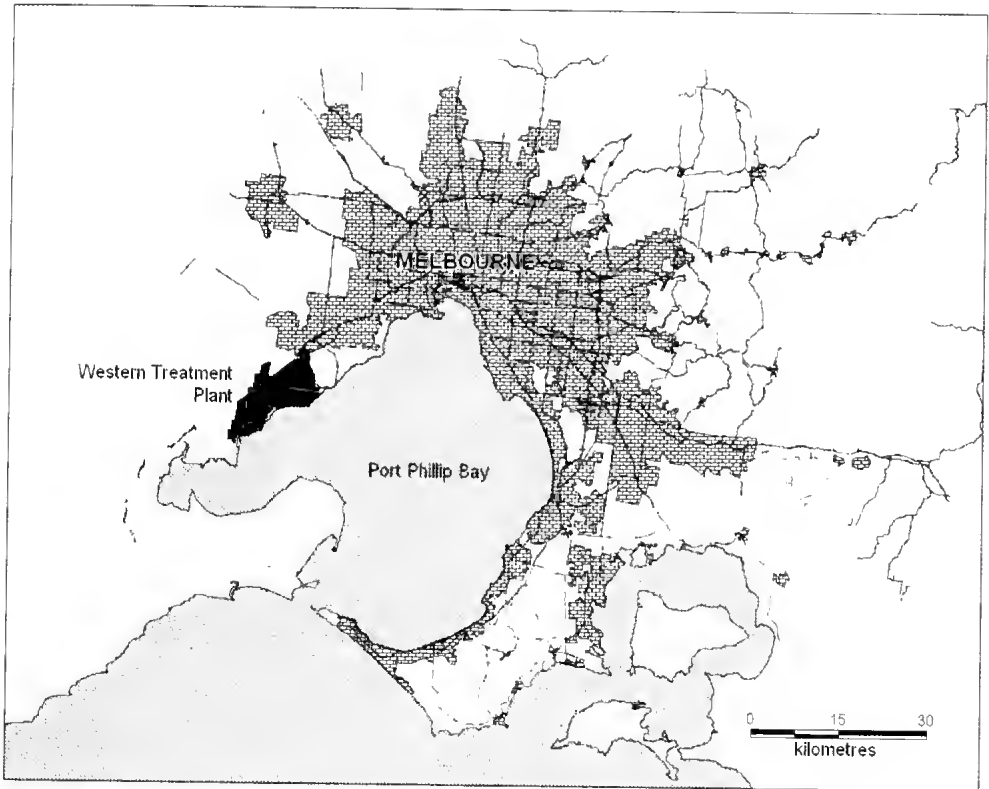 MELBOURNE
Western Treatment
Plant
Port Phillip Bay
0 15 30
kilometres